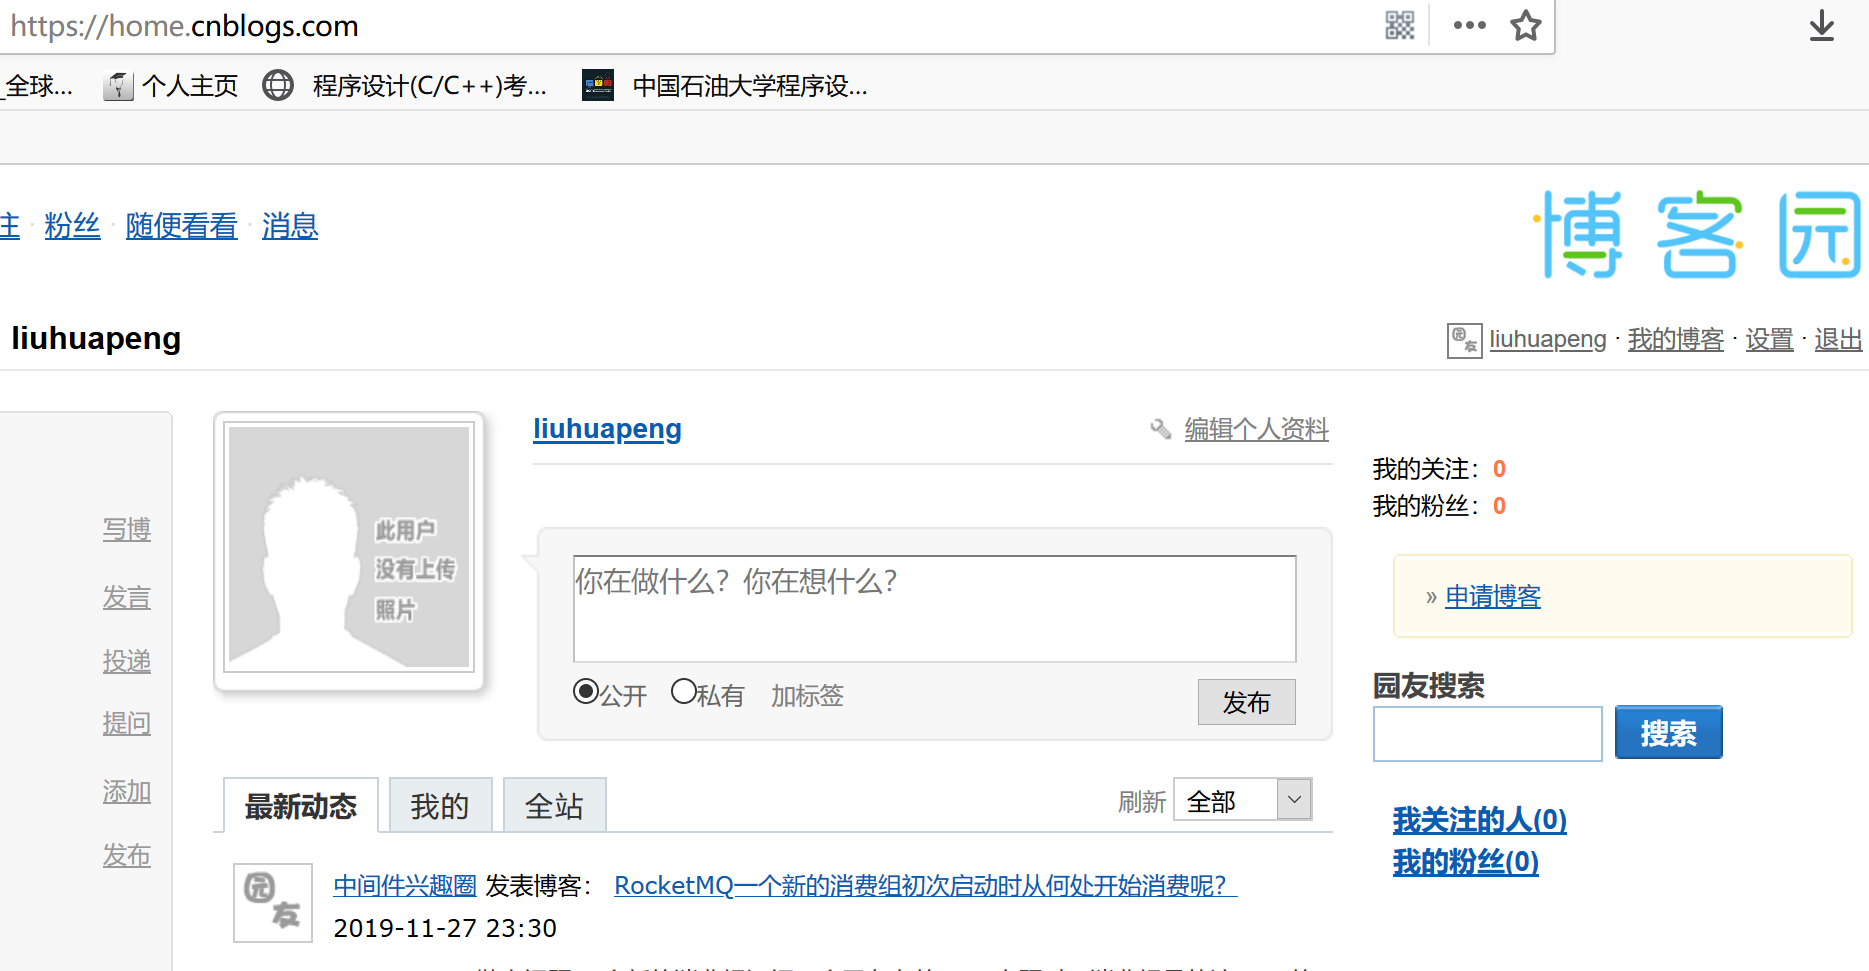 https://home.cnblogs.com
全球... 个人主页 程序设计(C/C++)考... 中国石油大学程序设...
注 · 粉丝 · 随便看看 · 消息
博客园
liuhuapeng
liuhuapeng · 我的博客 · 设置 · 退出
写博
发言
投递
提问
添加
发布
此用户
没有上传
照片
liuhuapeng
编辑个人资料
你在做什么？你在想什么？
公开 私有 加标签
发布
最新动态 我的 全站
刷新 全部
园友
中间件兴趣圈 发表博客： RocketMQ一个新的消费组初次启动时从何处开始消费呢？
2019-11-27 23:30
我的关注：0
我的粉丝：0
» 申请博客
园友搜索
搜索
我关注的人(0)
我的粉丝(0)